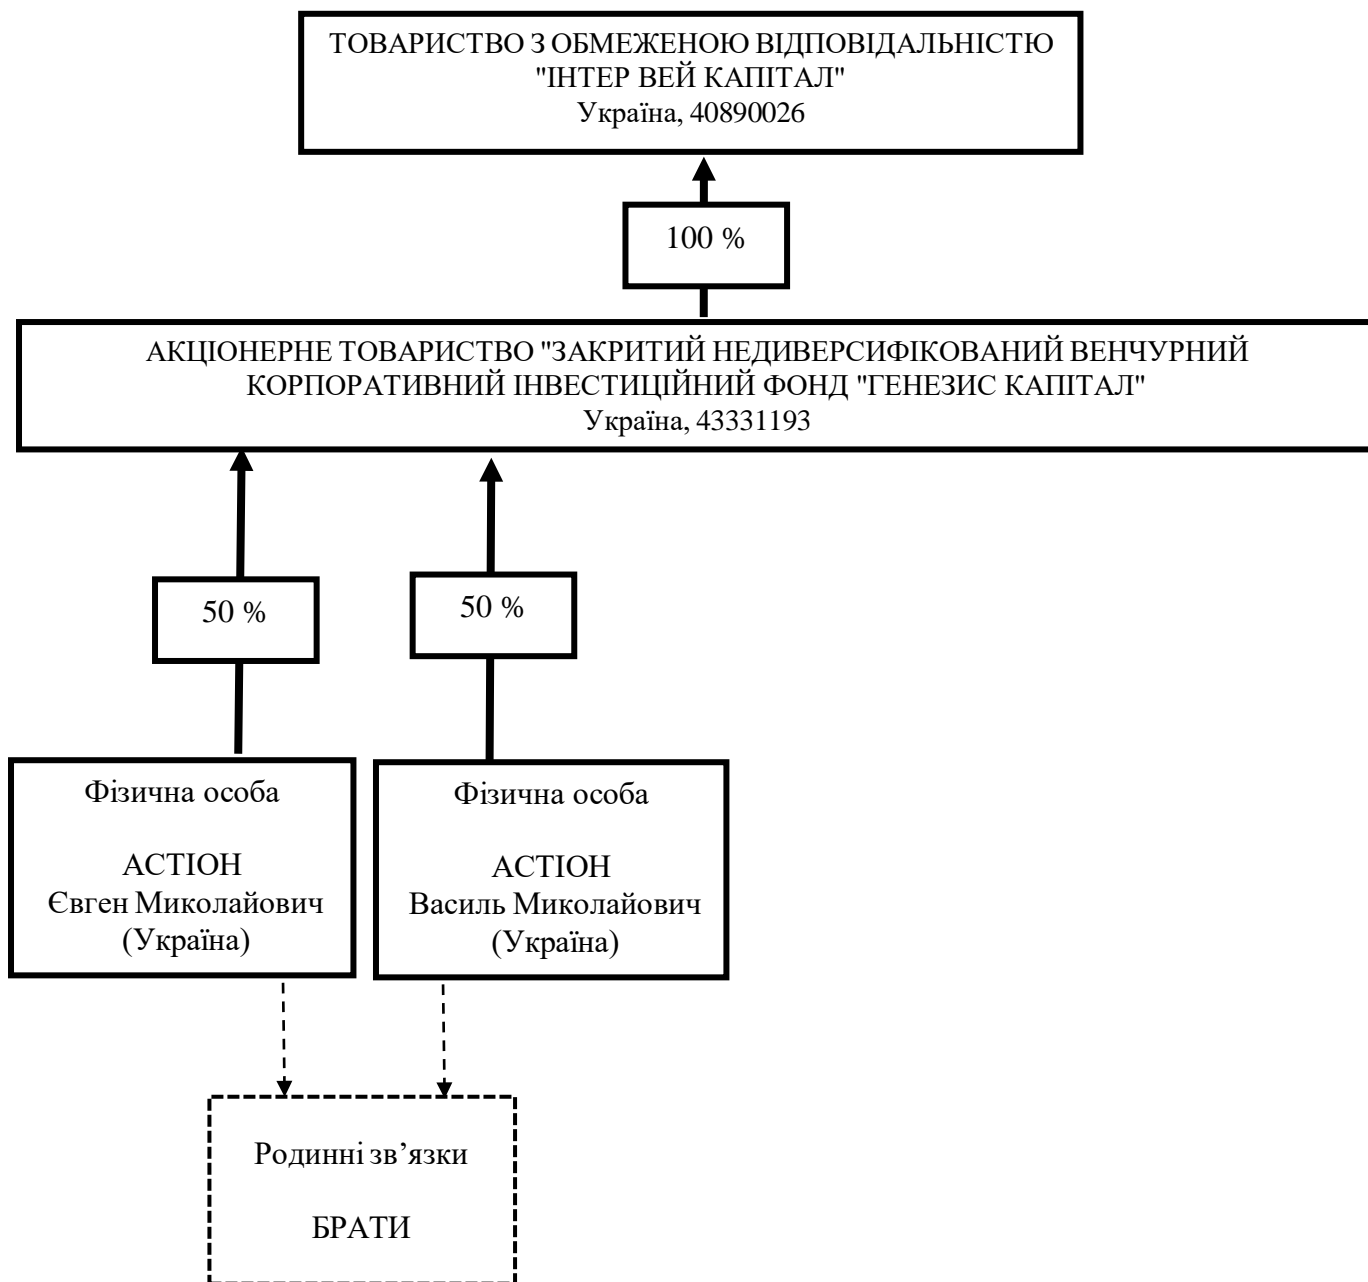 ТОВАРИСТВО З ОБМЕЖЕНОЮ ВІДПОВІДАЛЬНІСТЮ
"ІНТЕР ВЕЙ КАПІТАЛ"
Україна, 40890026
100 %
АКЦІОНЕРНЕ ТОВАРИСТВО "ЗАКРИТИЙ НЕДИВЕРСИФІКОВАНИЙ ВЕНЧУРНИЙ
КОРПОРАТИВНИЙ ІНВЕСТИЦІЙНИЙ ФОНД "ГЕНЕЗИС КАПІТАЛ"
Україна, 43331193
50 %
50 %
Фізична особа
АСТІОН
Євген Миколайович
(Україна)
Фізична особа
АСТІОН
Василь Миколайович
(Україна)
Родинні зв’язки
БРАТИ